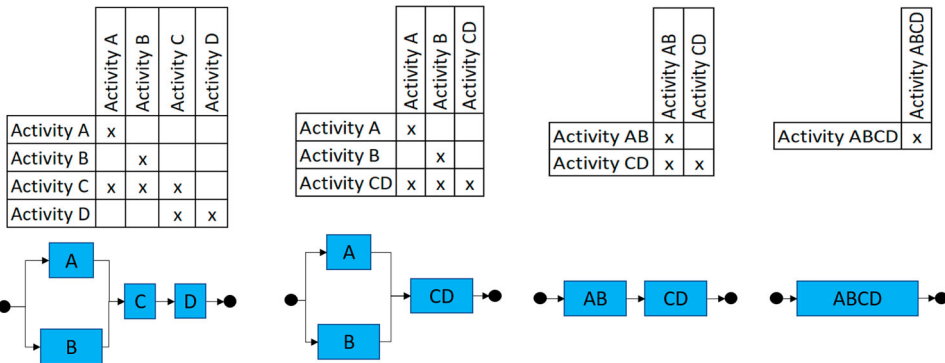 Activity A
Activity B
Activity C
Activity D
Activity A x
Activity B x
Activity C x x x
Activity D x x
A
B
C
D
Activity A
Activity B
Activity CD
Activity A x
Activity B x
Activity CD x x x
A
B
CD
Activity AB
Activity CD
Activity AB x
Activity CD x x
AB
CD
Activity ABCD
Activity ABCD x
ABCD